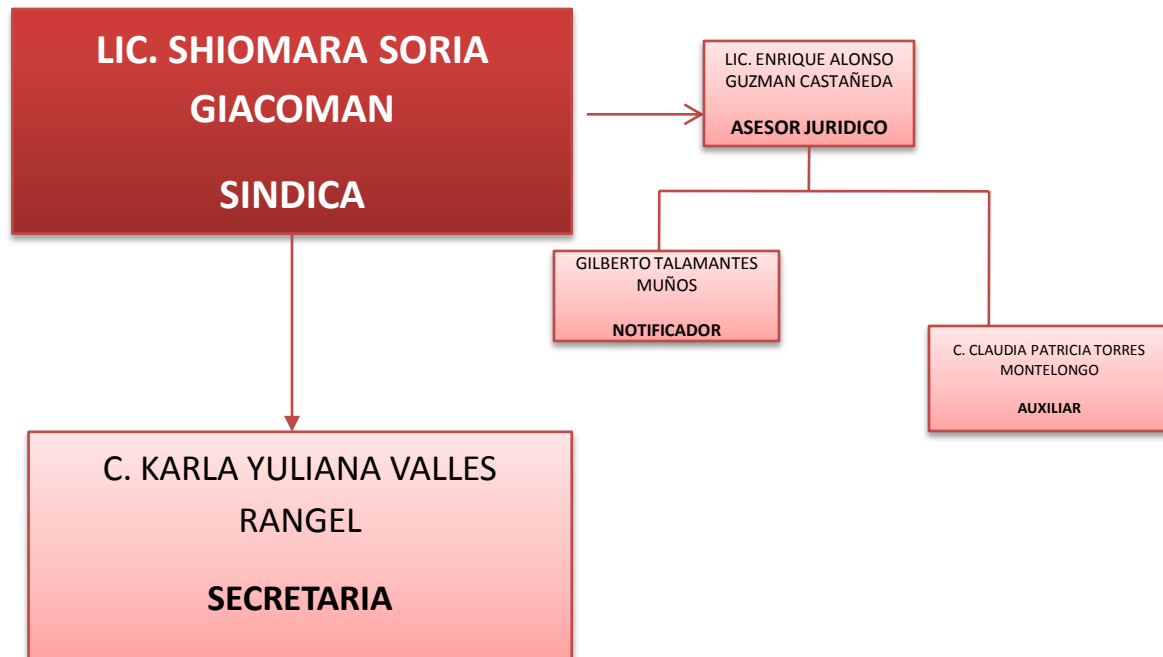 LIC. SHIOMARA SORIA
GIACOMAN
SINDICA
LIC. ENRIQUE ALONSO
GUZMAN CASTAÑEDA
ASESOR JURIDICO
GILBERTO TALAMANTES
MUÑOS
NOTIFICADOR
C. CLAUDIA PATRICIA TORRES
MONTELONGO
AUXILIAR
C. KARLA YULIANA VALLES
RANGEL
SECRETARIA